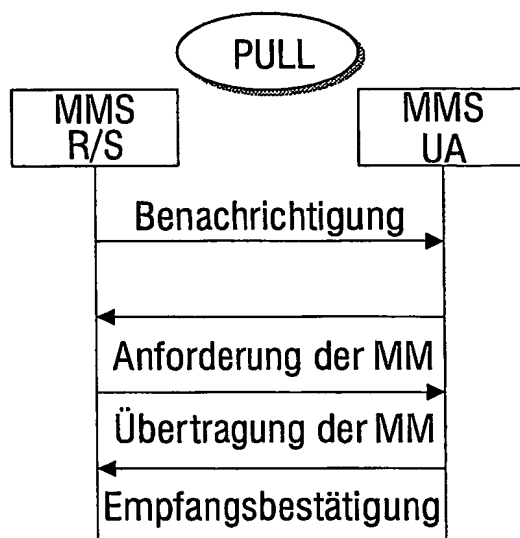 PULL
MMS
R/S
MMS
UA
Benachrichtigung
Anforderung der MM
Übertragung der MM
Empfangsbestätigung